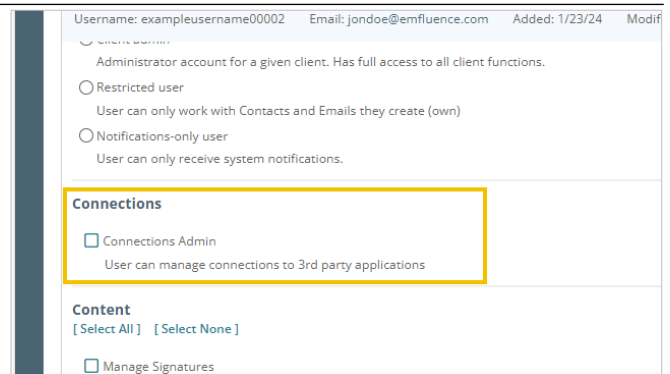 Username: exampleusername00002 Email: jondoe@emfluence.com Added: 1/23/24 Modif
Client admin
Administrator account for a given client. Has full access to all client functions.
Restricted user
User can only work with Contacts and Emails they create (own)
Notifications-only user
User can only receive system notifications.
Connections
Connections Admin
User can manage connections to 3rd party applications
Content
[ Select All ] [ Select None ]
Manage Signatures